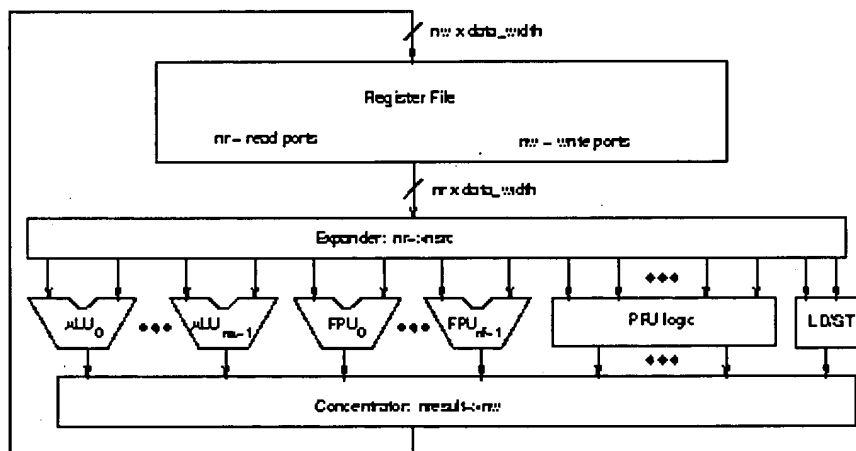 nw x data_width
Register File
nr - read ports nw - write ports
nr x data_width
Expander: nr->nsrc
ALU0 ALUna-1 FPU0 FPUnf-1 PFU logic LD/ST
Concentrator: nresult->nw